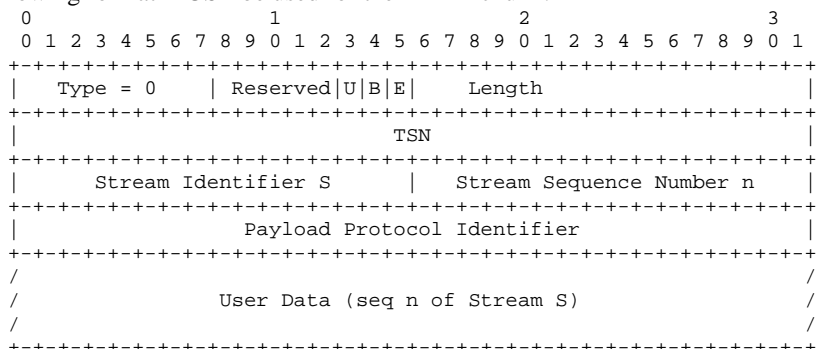 0                   1                   2                   3
 0 1 2 3 4 5 6 7 8 9 0 1 2 3 4 5 6 7 8 9 0 1 2 3 4 5 6 7 8 9 0 1
+-+-+-+-+-+-+-+-+-+-+-+-+-+-+-+-+-+-+-+-+-+-+-+-+-+-+-+-+-+-+-+-+
|   Type = 0    | Reserved|U|B|E|    Length                     |
+-+-+-+-+-+-+-+-+-+-+-+-+-+-+-+-+-+-+-+-+-+-+-+-+-+-+-+-+-+-+-+-+
|                              TSN                              |
+-+-+-+-+-+-+-+-+-+-+-+-+-+-+-+-+-+-+-+-+-+-+-+-+-+-+-+-+-+-+-+-+
|      Stream Identifier S      |   Stream Sequence Number n    |
+-+-+-+-+-+-+-+-+-+-+-+-+-+-+-+-+-+-+-+-+-+-+-+-+-+-+-+-+-+-+-+-+
|                  Payload Protocol Identifier                  |
+-+-+-+-+-+-+-+-+-+-+-+-+-+-+-+-+-+-+-+-+-+-+-+-+-+-+-+-+-+-+-+-+
/                                                               /
/                User Data (seq n of Stream S)                  /
/                                                               /
+-+-+-+-+-+-+-+-+-+-+-+-+-+-+-+-+-+-+-+-+-+-+-+-+-+-+-+-+-+-+-+-+